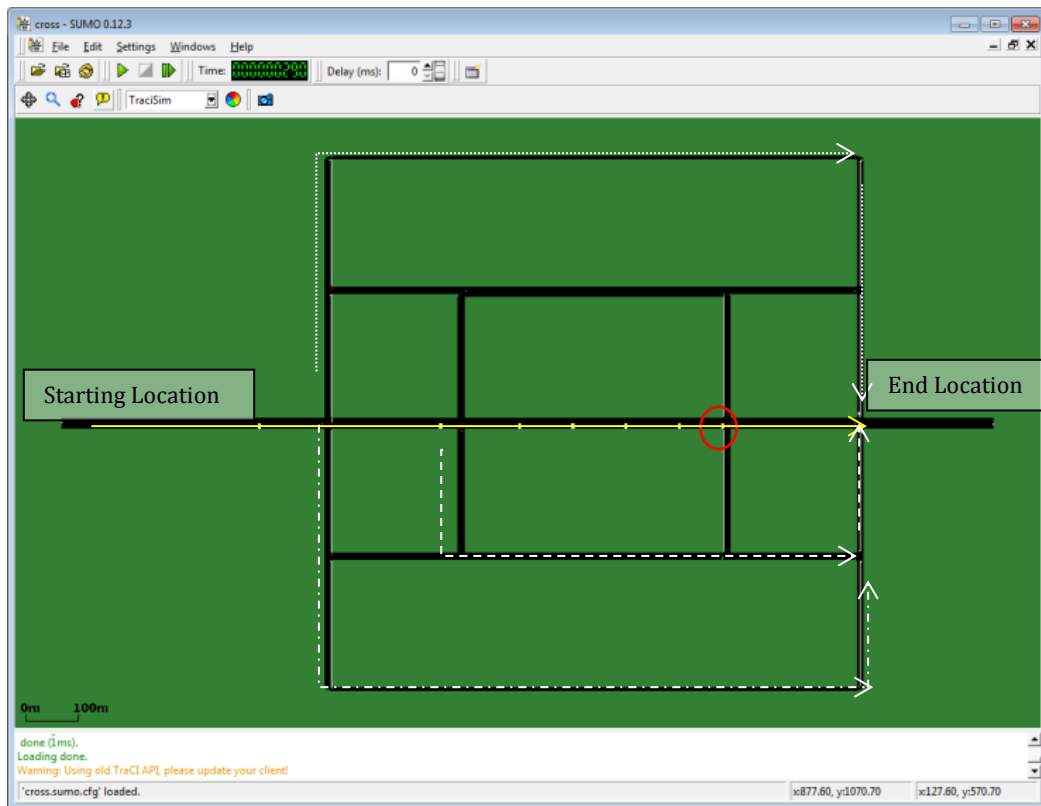 cross - SUMO 0.12.3
File Edit Settings Windows Help
Time: 000000290 Delay (ms): 0
TraciSim
Starting Location
End Location
0m 100m
done (1ms).
Loading done.
Warning: Using old TraCI API, please update your client!
'cross.sumo.cfg' loaded. x:877.60, y:1070.70 x:127.60, y:570.70